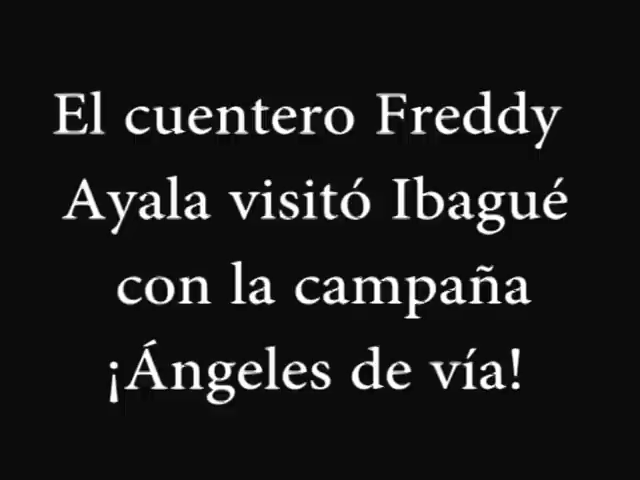 El cuentero Freddy
Ayala visitó Ibagué
con la campaña
¡Ángeles de vía!